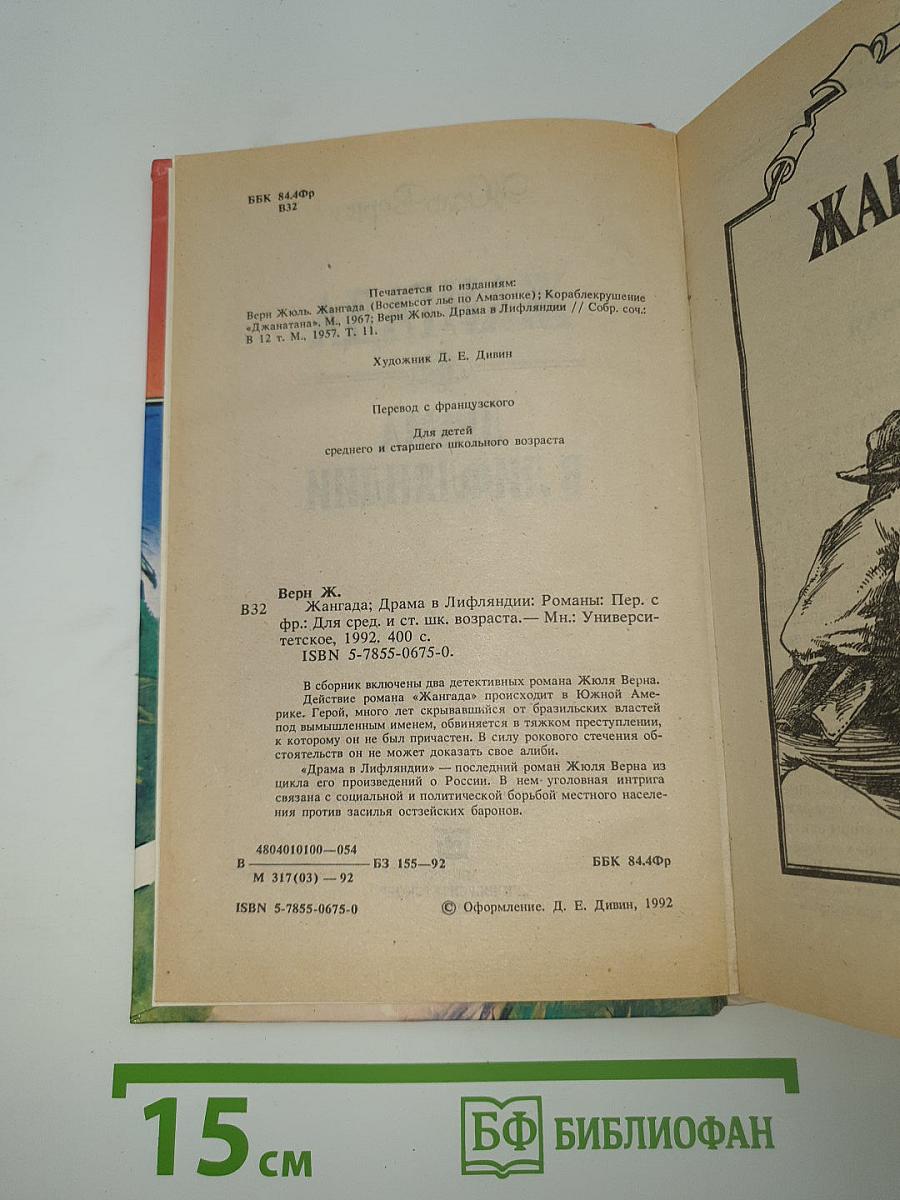 ББК 84.4Фр
В32
Печатается по изданиям:
Верн Жюль. Жангада (Восемьсот лье по Амазонке); Кораблекрушение
«Джанатана». М., 1967; Верн Жюль. Драма в Лифляндии // Собр. соч.:
В 12 т. М., 1957. Т. 11.
Художник Д. Е. Дивин
Перевод с французского
Для детей
среднего и старшего школьного возраста
Верн Ж.
В32 Жангада; Драма в Лифляндии: Романы: Пер. с
фр.: Для сред. и ст. шк. возраста.— Мн.: Университетское, 1992. 400 с.
ISBN 5-7855-0675-0.
В сборник включены два детективных романа Жюля Верна.
Действие романа «Жангада» происходит в Южной Аме-
рике. Герой, много лет скрывавшийся от бразильских властей
под вымышленным именем, обвиняется в тяжком преступлении,
к которому он не был причастен. В силу рокового стечения об-
стоятельств он не может доказать свое алиби.
«Драма в Лифляндии» — последний роман Жюля Верна из
цикла его произведений о России. В нем уголовная интрига
связана с социальной и политической борьбой местного населе-
ния против засилья остзейских баронов.
4804010100—054
В БЗ 155—92
М 317(03) — 92
ББК 84.4Фр
ISBN 5-7855-0675-0
© Оформление. Д. Е. Дивин, 1992
ЖАН
15 см
БФ БИБЛИОФАН